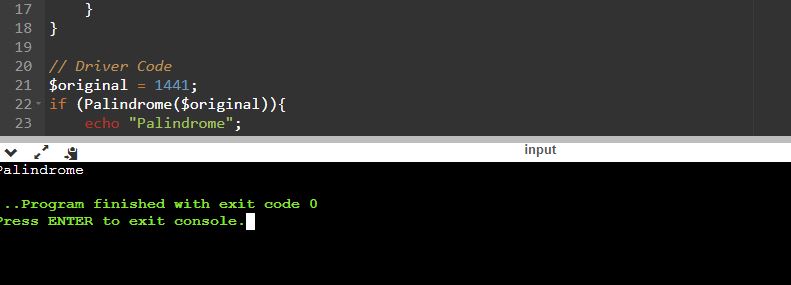 17 }
18 }
19
20 // Driver Code
21 $original = 1441;
22 if (Palindrome($original)){
23 echo "Palindrome";
input
Palindrome
...Program finished with exit code 0
Press ENTER to exit console.